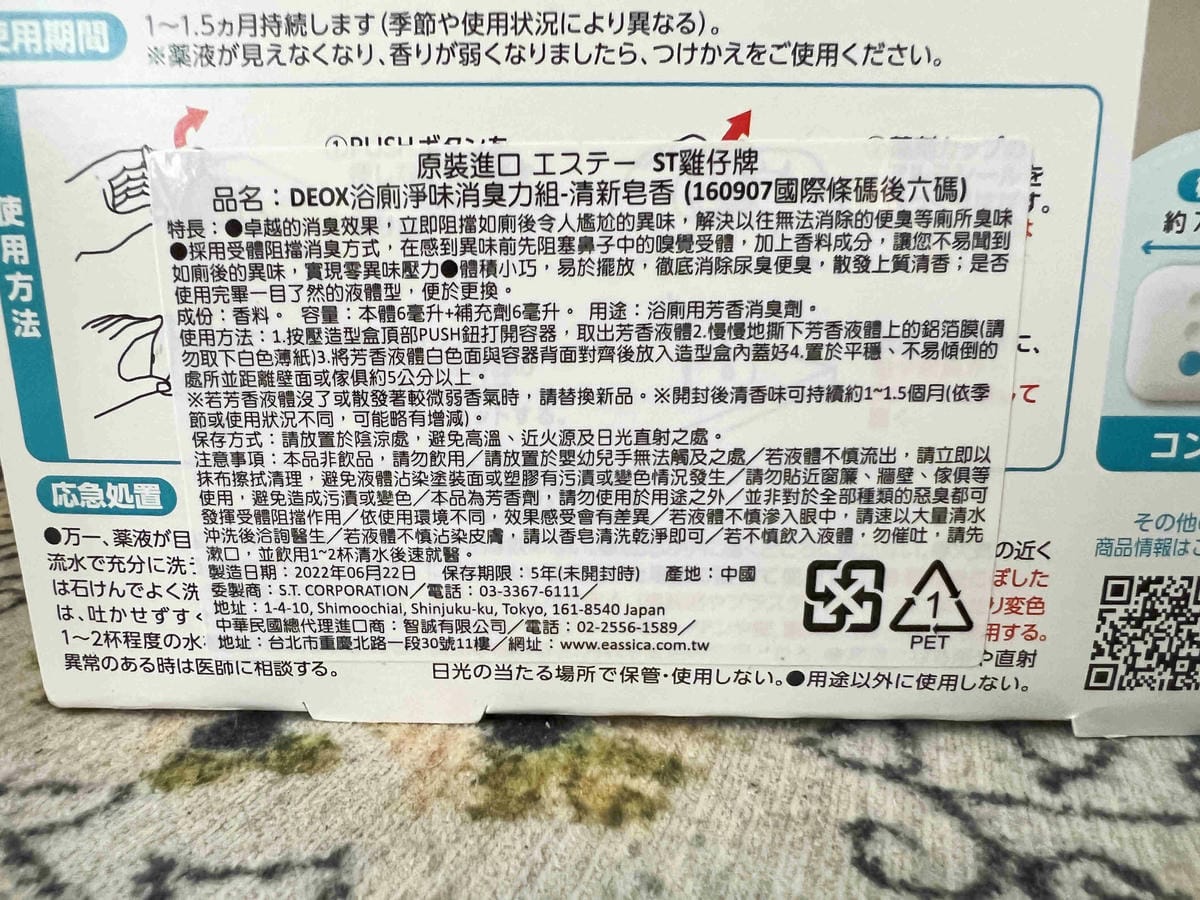 使用期間
1〜1.5ヵ月持続します(季節や使用状況により異なる)。
※薬液が見えなくなり、香りが弱くなりましたら、つけかえをご使用ください。
使用方法
原裝進口 エステー ST雞仔牌
品名：DEOX浴廁淨味消臭力組-清新皂香 (160907國際條碼後六碼)
特長：●卓越的消臭效果，立即阻擋如廁後令人尷尬的異味，解決以往無法消除的便臭等廁所臭味
●採用受體阻擋消臭方式，在感到異味前先阻塞鼻子中的嗅覺受體，加上香料成分，讓您不易聞到
如廁後的異味，實現零異味壓力●體積小巧，易於擺放，徹底消除尿臭便臭，散發上質清香；是否
使用完畢一目了然的液體型，便於更換。
成份：香料。 容量：本體6毫升+補充劑6毫升。 用途：浴廁用芳香消臭劑。
使用方法：1.按壓造型盒頂部PUSH鈕打開容器，取出芳香液體2.慢慢地撕下芳香液體上的鋁箔膜(請
勿取下白色薄紙)3.將芳香液體白色面與容器背面對齊後放入造型盒內蓋好4.置於平穩、不易傾倒的
處所並距離壁面或傢俱約5公分以上。
※若芳香液體沒了或散發著較微弱香氣時，請替換新品。※開封後清香味可持續約1~1.5個月(依季
節或使用狀況不同，可能略有增減)。
保存方式：請放置於陰涼處，避免高溫、近火源及日光直射之處。
注意事項：本品非飲品，請勿飲用／請放置於嬰幼兒手無法觸及之處／若液體不慎流出，請立即以
抹布擦拭清理，避免液體沾染塗裝面或塑膠有污漬或變色情況發生／請勿貼近窗簾、牆壁、傢俱等
使用，避免造成污漬或變色／本品為芳香劑，請勿使用於用途之外／並非對於全部種類的惡臭都可
發揮受體阻擋作用／依使用環境不同，效果感受會有差異／若液體不慎滲入眼中，請速以大量清水
沖洗後洽詢醫生／若液體不慎沾染皮膚，請以香皂清洗乾淨即可／若不慎飲入液體，勿催吐，請先
漱口，並飲用1~2杯清水後速就醫。
製造日期：2022年06月22日 保存期限：5年(未開封時) 產地：中國
委製商：S.T. CORPORATION／電話：03-3367-6111／
地址：1-4-10, Shimoochiai, Shinjuku-ku, Tokyo, 161-8540 Japan
中華民國總代理進口商：智誠有限公司／電話：02-2556-1589／
地址：台北市重慶北路一段30號11樓／網址：www.eassica.com.tw
1
PET
応急処置
●万一、薬液が目
流水で充分に洗
は石けんでよく洗
は、吐かせずすぐ
1〜2杯程度の水
異常のある時は医師に相談する。
の近く
ぼした
り変色
用する。
や直射
日光の当たる場所で保管・使用しない。●用途以外に使用しない。
約
コン
その他
商品情報は